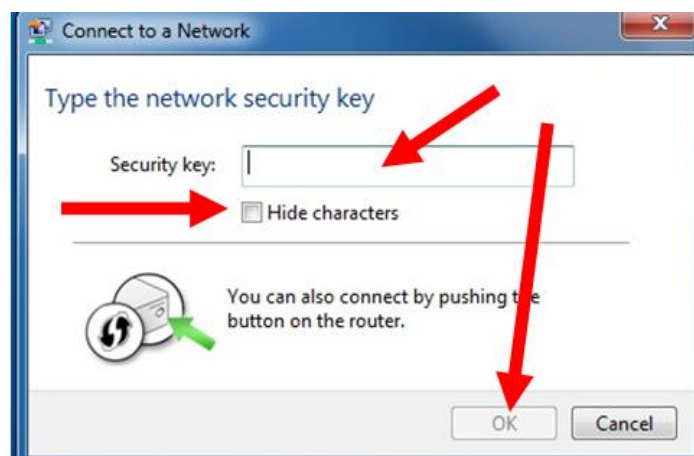 Connect to a Network
Type the network security key
Security key:
Hide characters
You can also connect by pushing the
button on the router.
OK
Cancel